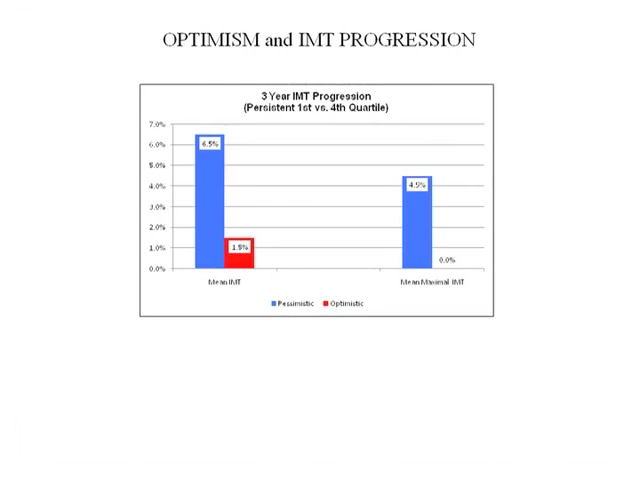 OPTIMISM and IMT PROGRESSION
3 Year IMT Progression
(Persistent 1st vs. 4th Quartile)
7.0%
6.0%
5.0%
4.0%
3.0%
2.0%
1.0%
0.0%
6.5%
1.5%
4.5%
0.0%
Mean IMT
Mean Maximal IMT
Pessimistic
Optimistic